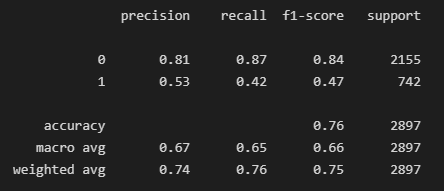 precision recall f1-score support
0 0.81 0.87 0.84 2155
1 0.53 0.42 0.47 742
accuracy 0.76 2897
macro avg 0.67 0.65 0.66 2897
weighted avg 0.74 0.76 0.75 2897